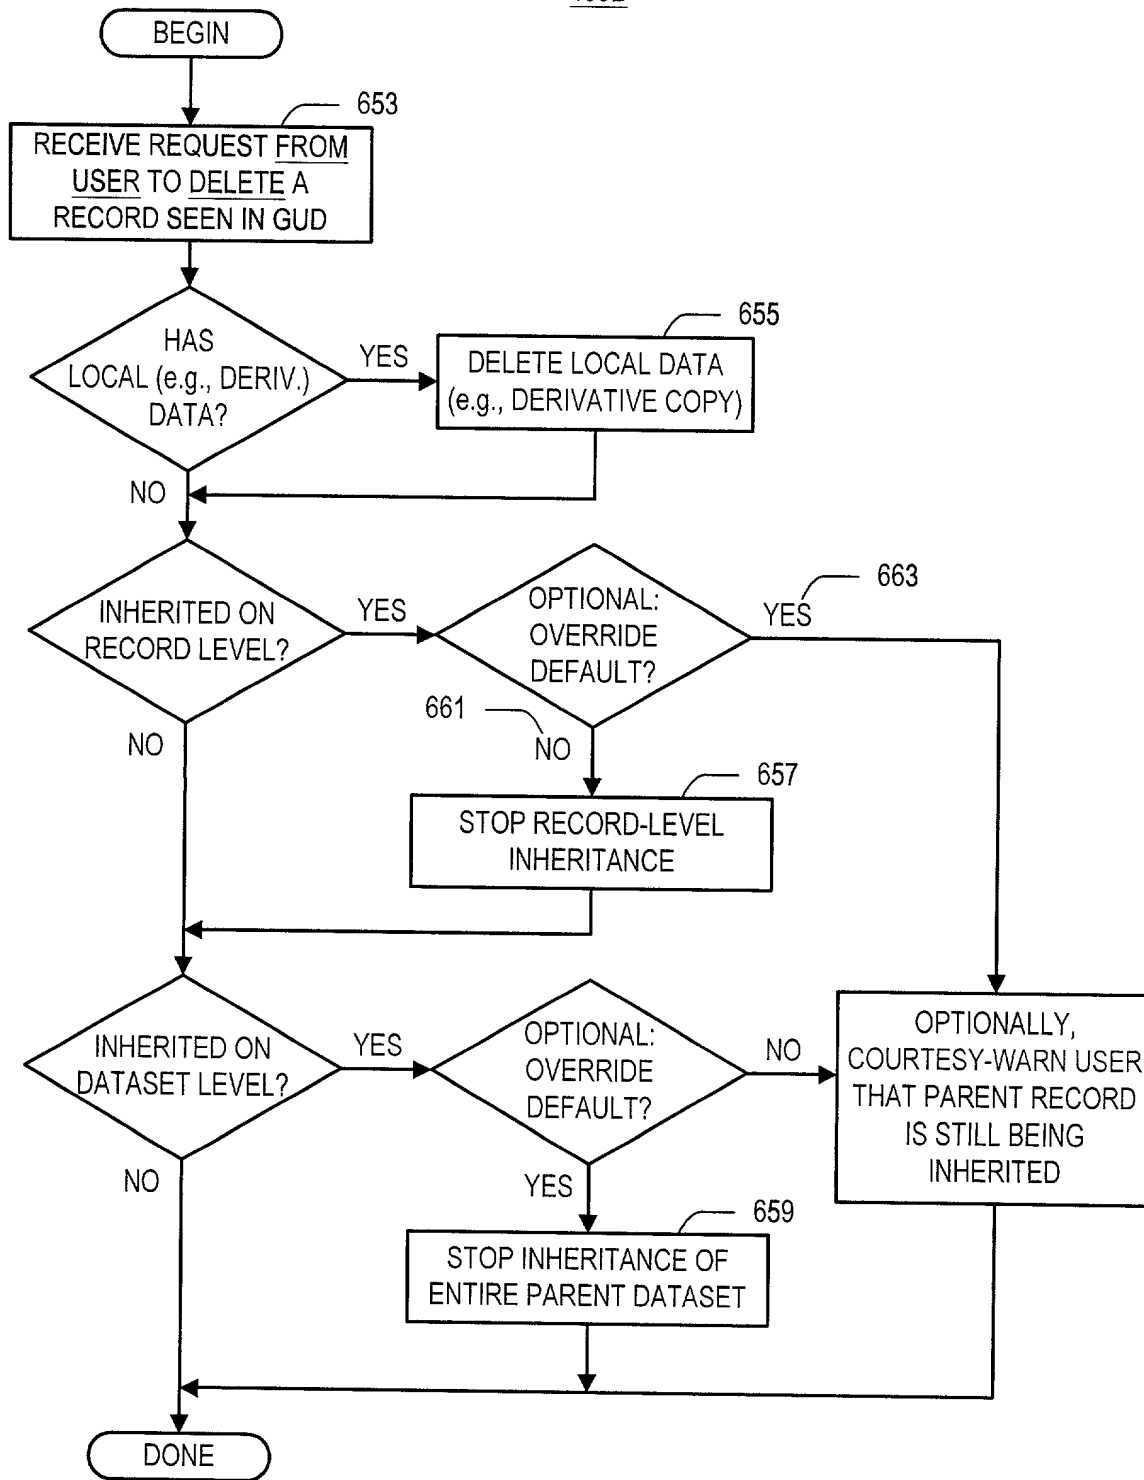 BEGIN
653
RECEIVE REQUEST FROM
USER TO DELETE A
RECORD SEEN IN GUD
HAS
LOCAL (e.g., DERIV.)
DATA?
YES
655
DELETE LOCAL DATA
(e.g., DERIVATIVE COPY)
NO
INHERITED ON
RECORD LEVEL?
YES
OPTIONAL:
OVERRIDE
DEFAULT?
YES
663
NO
661
NO
657
STOP RECORD-LEVEL
INHERITANCE
INHERITED ON
DATASET LEVEL?
YES
OPTIONAL:
OVERRIDE
DEFAULT?
NO
OPTIONALLY,
COURTESY-WARN USER
THAT PARENT RECORD
IS STILL BEING
INHERITED
NO
YES
659
STOP INHERITANCE OF
ENTIRE PARENT DATASET
DONE